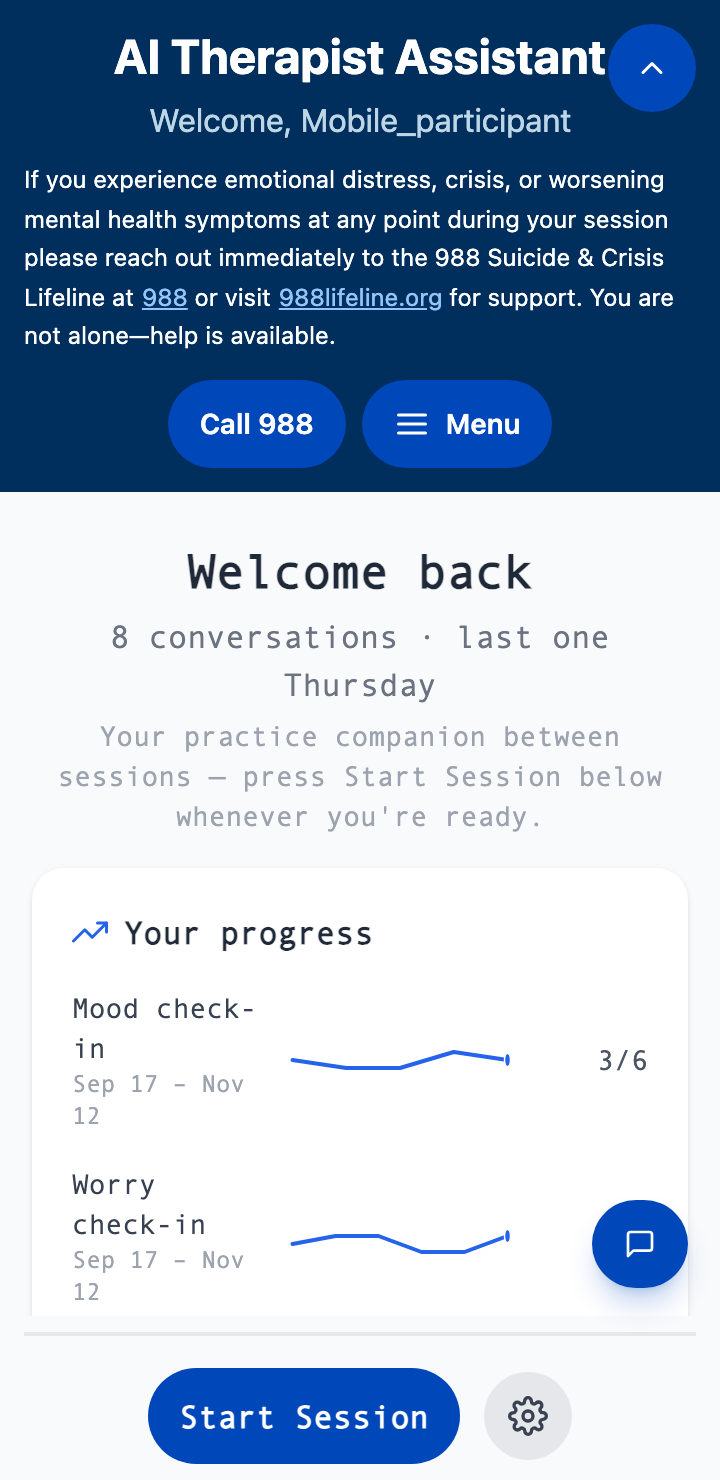 AI Therapist Assistant
Welcome, Mobile_participant
If you experience emotional distress, crisis, or worsening
mental health symptoms at any point during your session
please reach out immediately to the 988 Suicide & Crisis
Lifeline at 988 or visit 988lifeline.org for support. You are
not alone—help is available.
Call 988
Menu
Welcome back
8 conversations · last one
Thursday
Your practice companion between
sessions — press Start Session below
whenever you're ready.
Your progress
Mood check-
in
Sep 17 – Nov
12
3/6
Worry
check-in
Sep 17 – Nov
12
Start Session